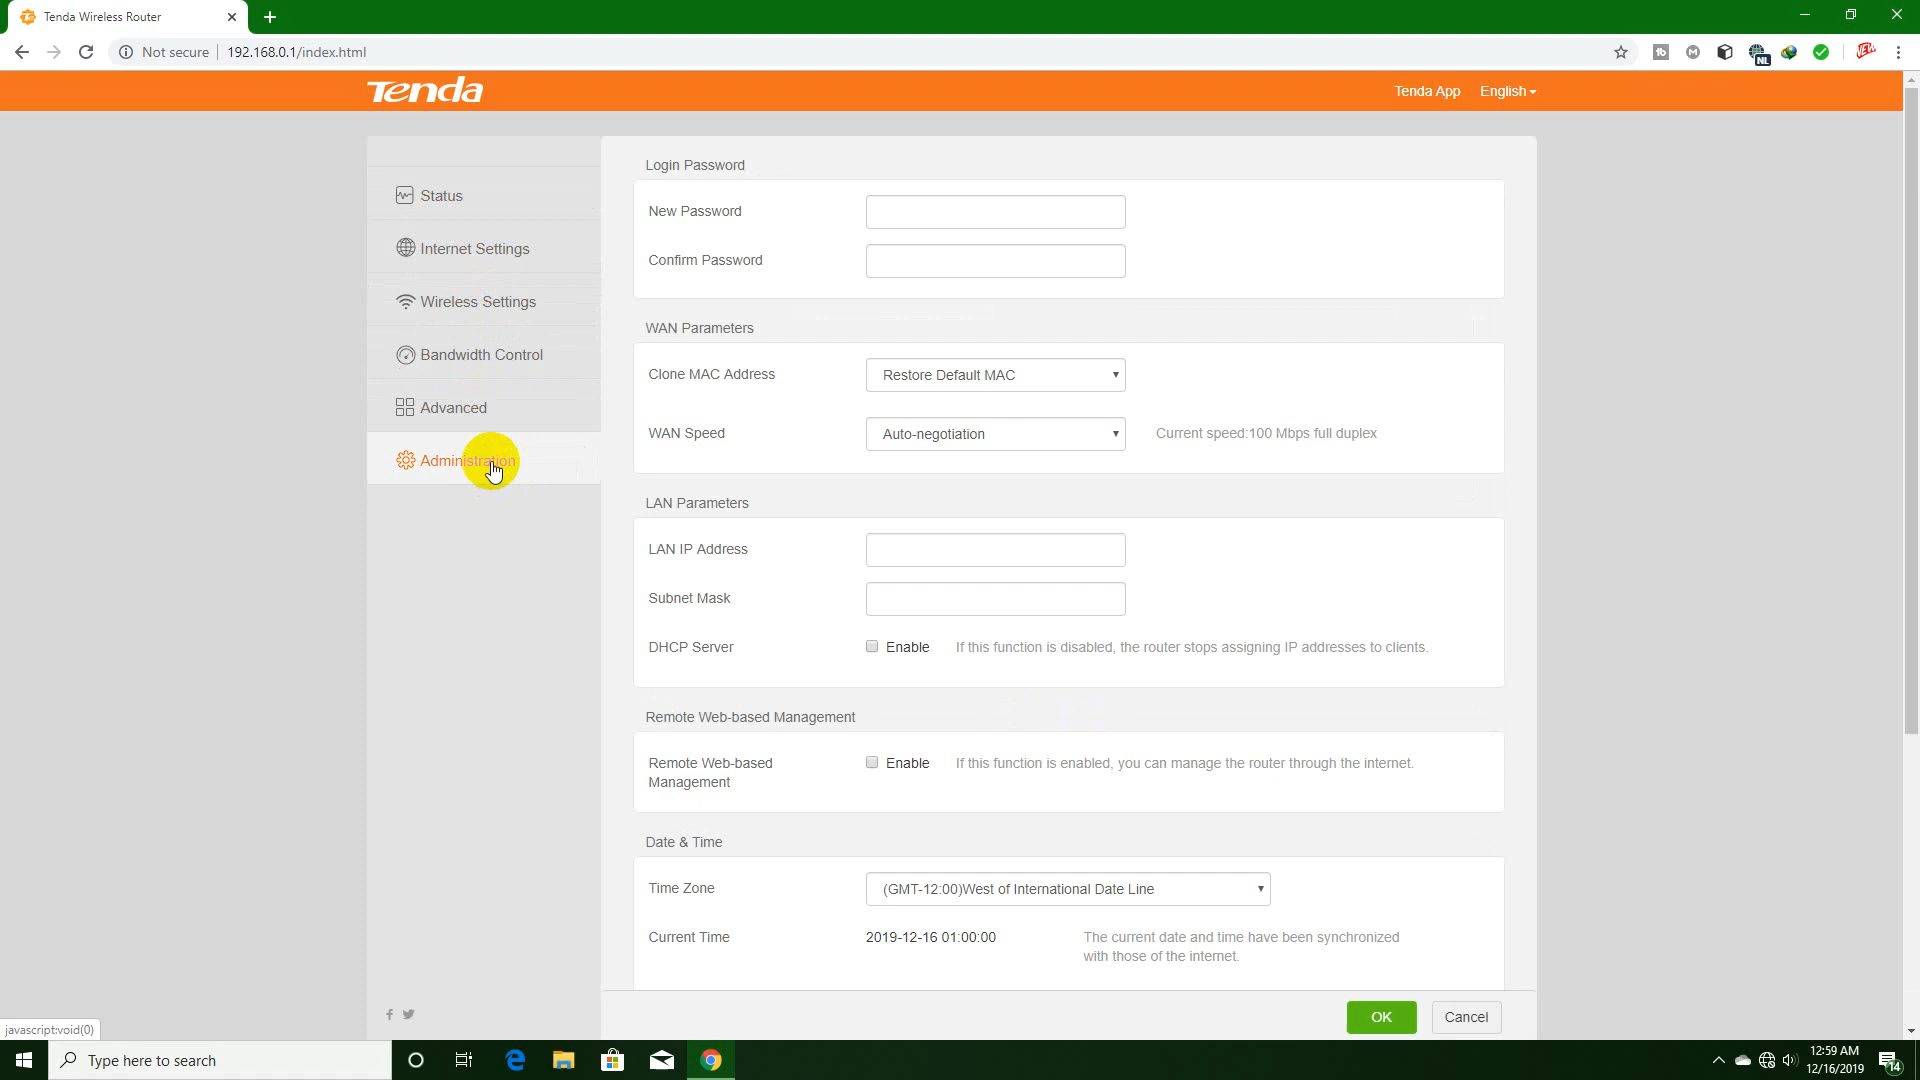 Tenda Wireless Router
Not secure
192.168.0.1/index.html
NL
NEW
Tenda
Tenda App
English
Status
Internet Settings
Wireless Settings
Bandwidth Control
Advanced
Administration
Login Password
New Password
Confirm Password
WAN Parameters
Clone MAC Address
Restore Default MAC
WAN Speed
Auto-negotiation
Current speed:100 Mbps full duplex
LAN Parameters
LAN IP Address
Subnet Mask
DHCP Server
Enable
If this function is disabled, the router stops assigning IP addresses to clients.
Remote Web-based Management
Remote Web-based
Management
Enable
If this function is enabled, you can manage the router through the internet.
Date & Time
Time Zone
(GMT-12:00)West of International Date Line
Current Time
2019-12-16 01:00:00
The current date and time have been synchronized
with those of the internet.
OK
Cancel
javascript:void(0)
Type here to search
12:59 AM
12/16/2019
14